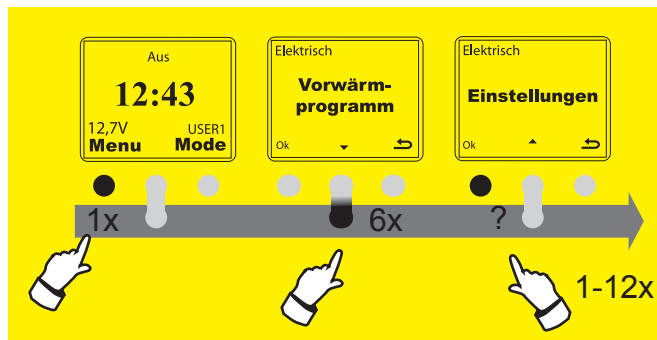 Aus
12:43
12,7V USER1
Menu Mode
Elektrisch
Vorwärm-
programm
Ok
Elektrisch
Einstellungen
Ok
1x
6x
?
1-12x